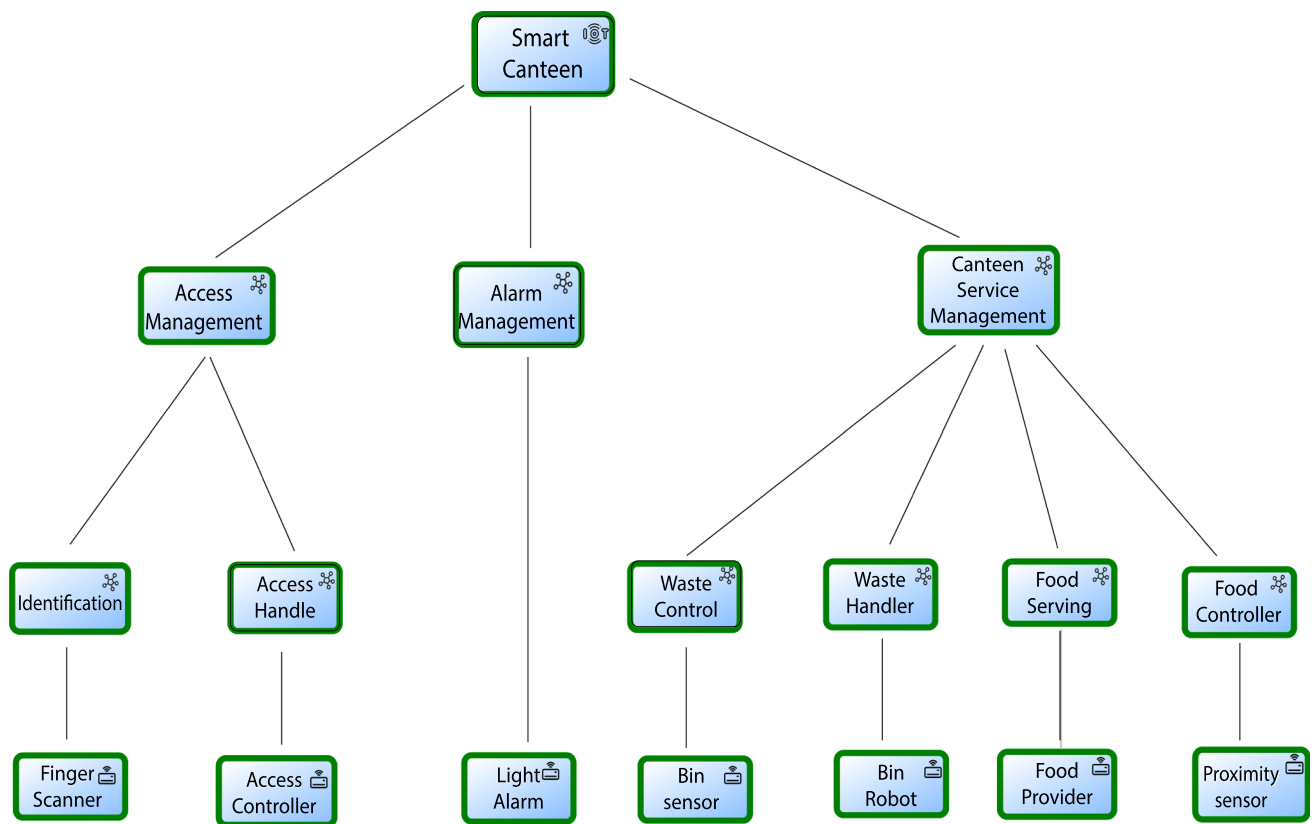 Smart
Canteen
IOT
Access
Management
Alarm
Management
Canteen
Service
Management
Identification
Access
Handle
Waste
Control
Waste
Handler
Food
Serving
Food
Controller
Finger
Scanner
Access
Controller
Light
Alarm
Bin
sensor
Bin
Robot
Food
Provider
Proximity
sensor